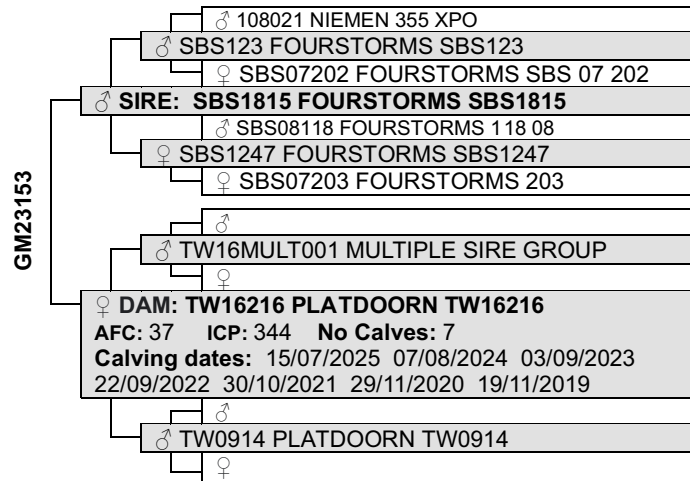 ♂ 108021 NIEMEN 355 XPO
♂ SBS123 FOURSTORMS SBS123
♀ SBS07202 FOURSTORMS SBS 07 202
♂ SIRE: SBS1815 FOURSTORMS SBS1815
♂ SBS08118 FOURSTORMS 118 08
♀ SBS1247 FOURSTORMS SBS1247
♀ SBS07203 FOURSTORMS 203
GM23153
♂
♂ TW16MULT001 MULTIPLE SIRE GROUP
♀
♀ DAM: TW16216 PLATDOORN TW16216
AFC: 37 ICP: 344 No Calves: 7
Calving dates: 15/07/2025 07/08/2024 03/09/2023
22/09/2022 30/10/2021 29/11/2020 19/11/2019
♂
♂ TW0914 PLATDOORN TW0914
♀